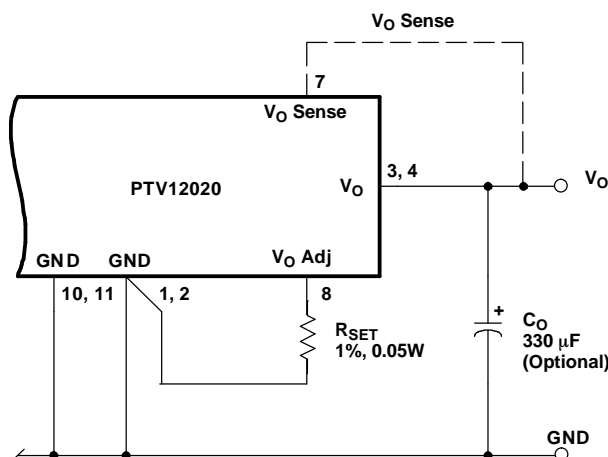 VO Sense
7
VO Sense
PTV12020
VO
3, 4
VO
GND
GND
VO Adj
10, 11
1, 2
8
RSET
1%, 0.05W
+
CO
330 μF
(Optional)
GND